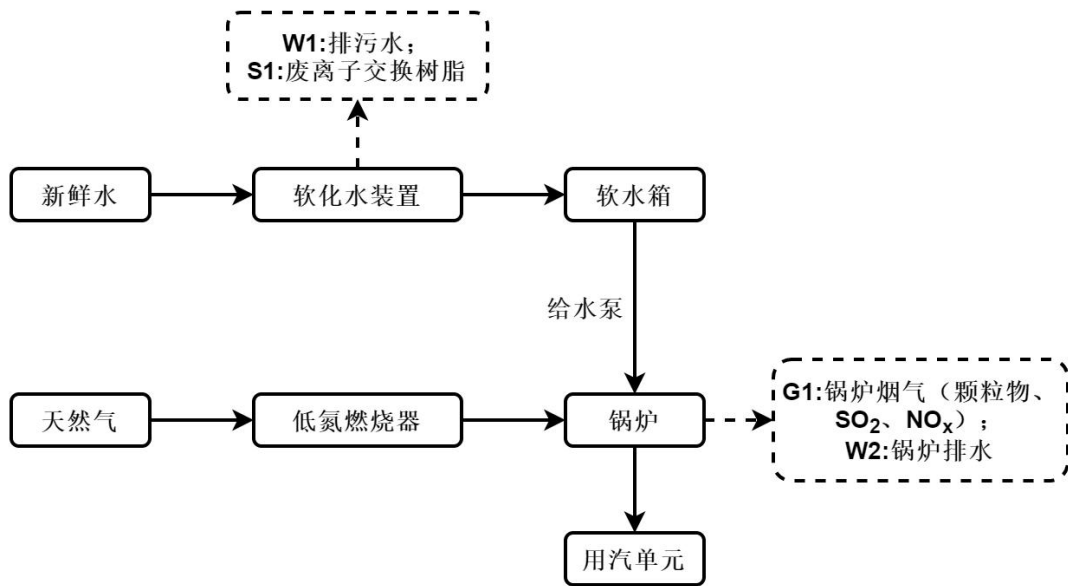 W1:排污水；
S1:废离子交换树脂
新鲜水
软化水装置
软水箱
给水泵
天然气
低氮燃烧器
锅炉
G1:锅炉烟气（颗粒物、
SO₂、NOₓ）；
W2:锅炉排水
用汽单元